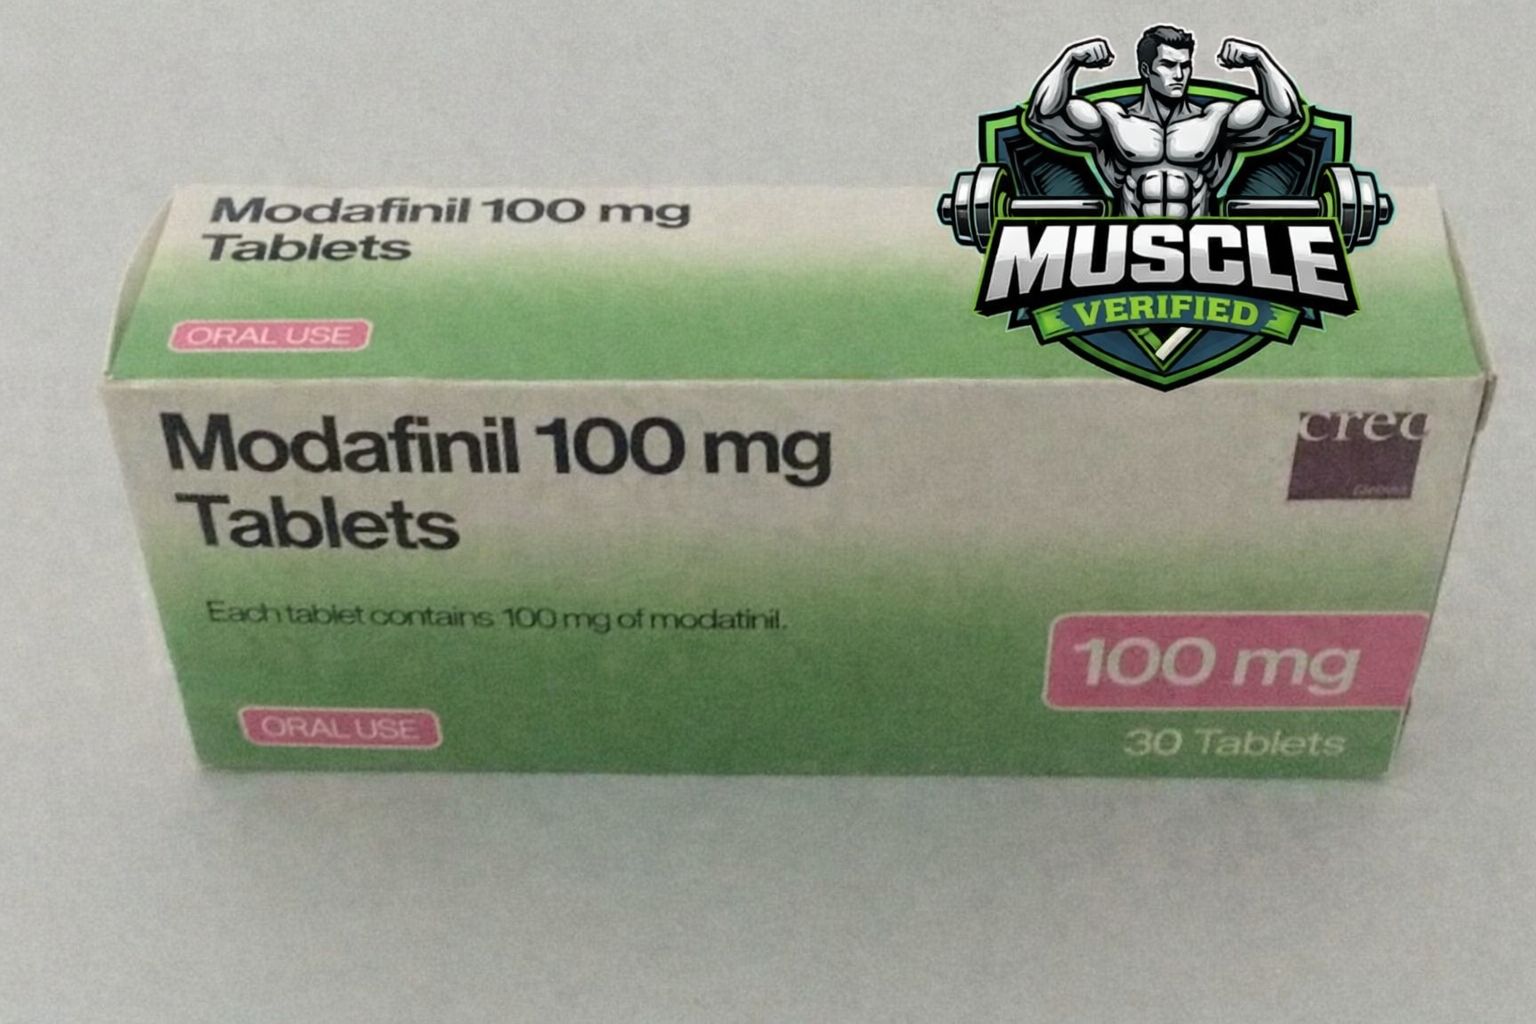 Modafinil 100 mg
Tablets
ORAL USE
MUSCLE
VERIFIED
Modafinil 100 mg
Tablets
crec
Each tablet contains 100 mg of modatinil.
100 mg
ORAL USE
30 Tablets